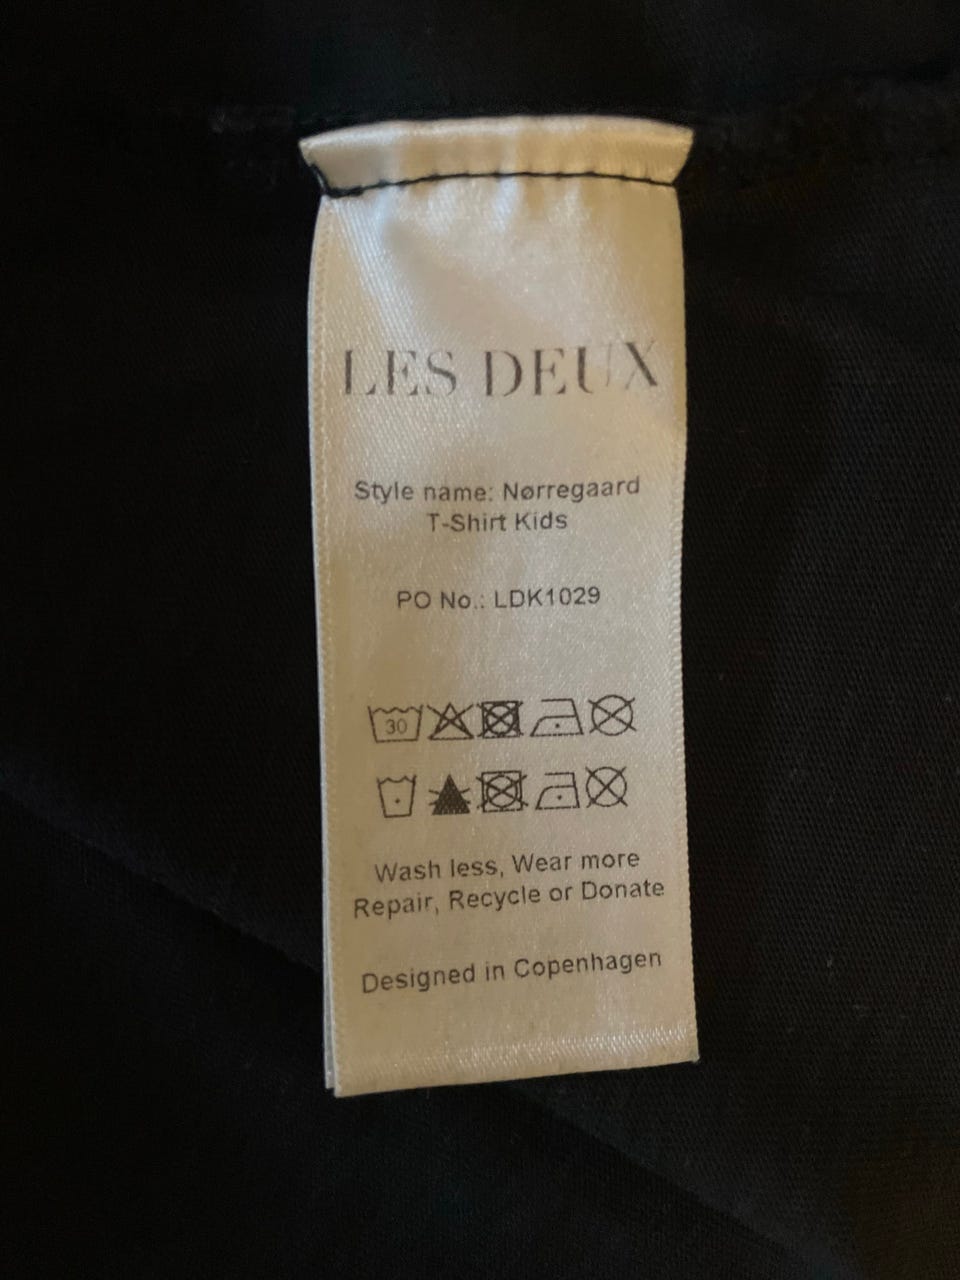 LES DEUX
Style name: Nørregaard
T-Shirt Kids
PO No.: LDK1029
30
Wash less, Wear more
Repair, Recycle or Donate
Designed in Copenhagen